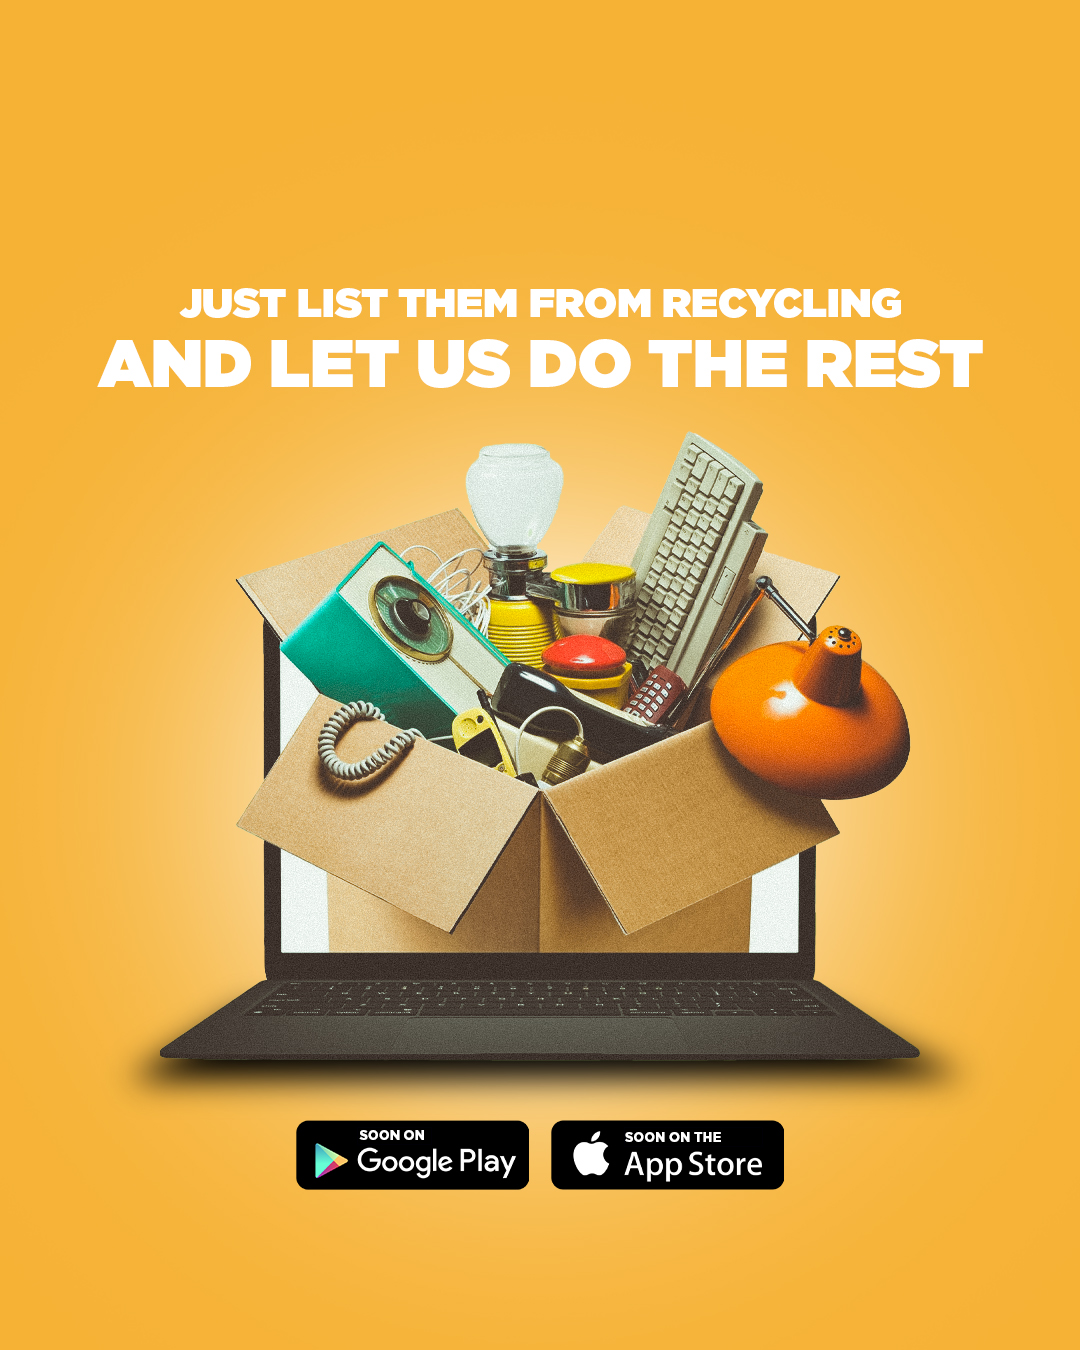 JUST LIST THEM FROM RECYCLING
AND LET US DO THE REST
SOON ON
Google Play
SOON ON THE
App Store